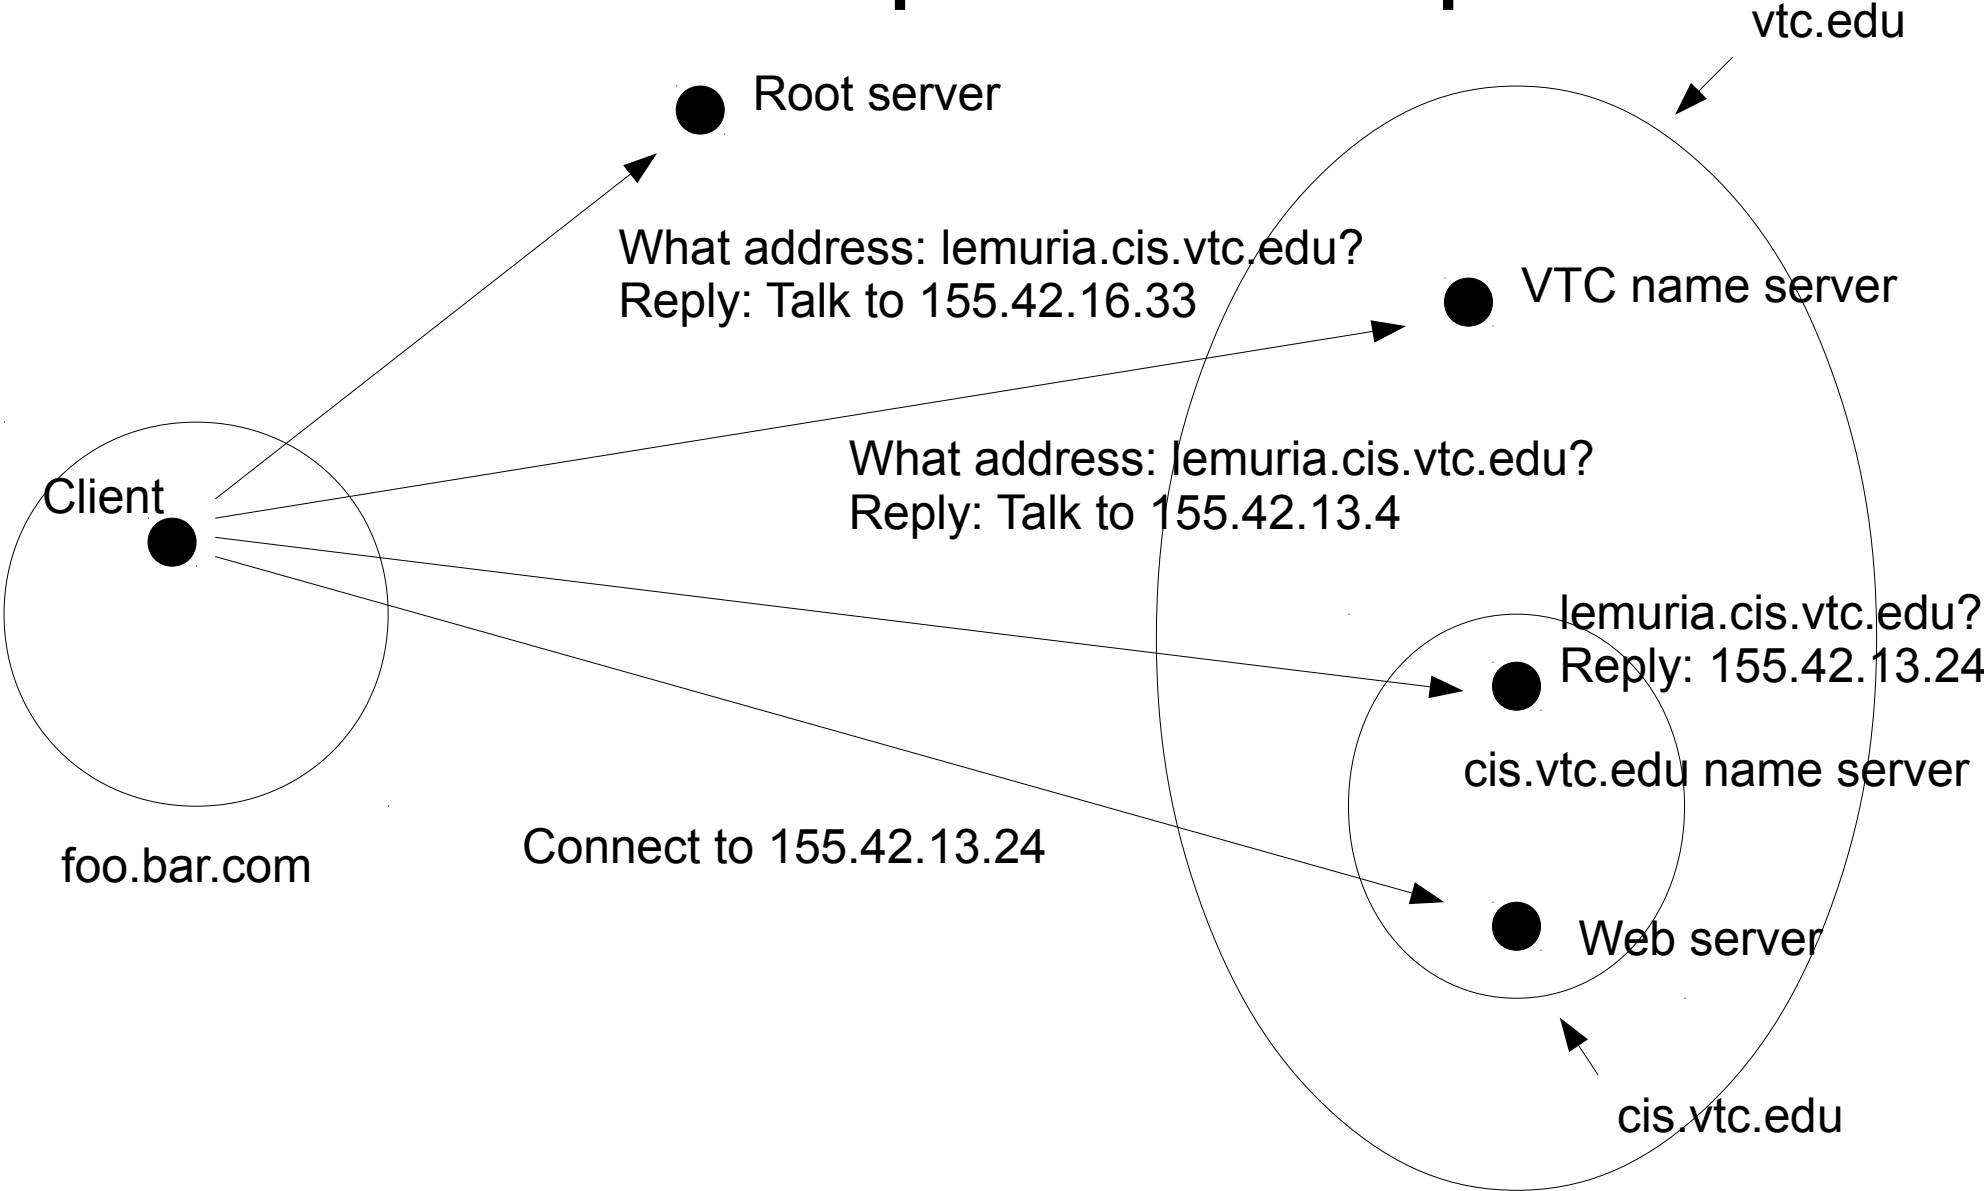 vtc.edu
Root server
What address: lemuria.cis.vtc.edu?
Reply: Talk to 155.42.16.33
VTC name server
What address: lemuria.cis.vtc.edu?
Reply: Talk to 155.42.13.4
Client
lemuria.cis.vtc.edu?
Reply: 155.42.13.24
cis.vtc.edu name server
Connect to 155.42.13.24
foo.bar.com
Web server
cis.vtc.edu